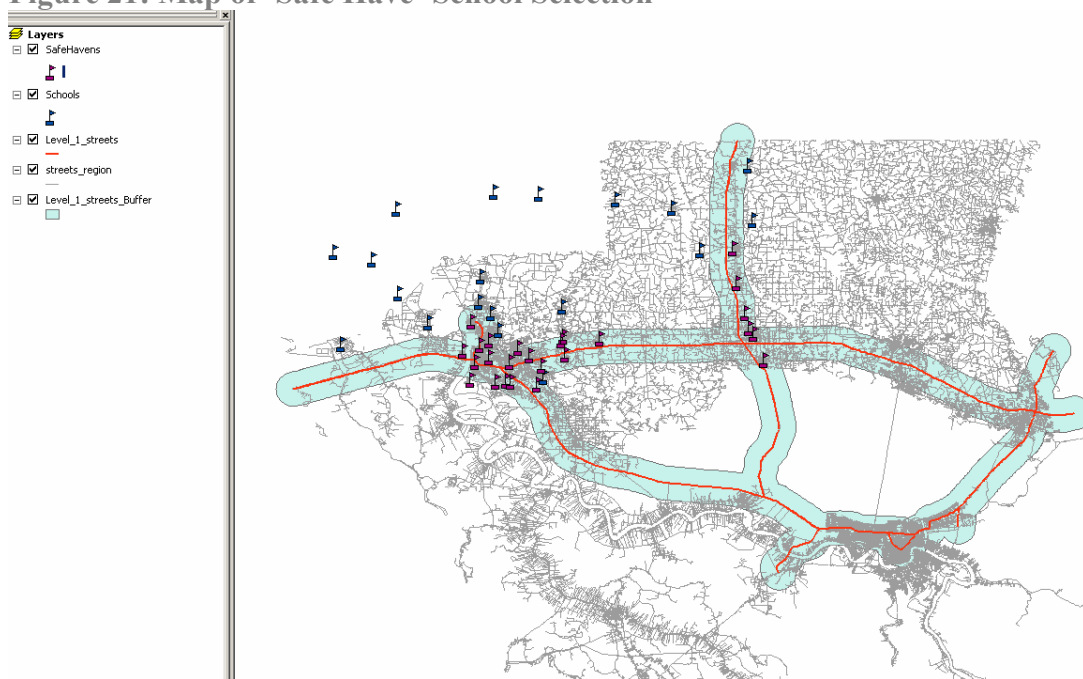 Figure 21: Map of 'Safe Have' School Selection
Layers
SafeHavens
Schools
Level_1_streets
streets_region
Level_1_streets_Buffer